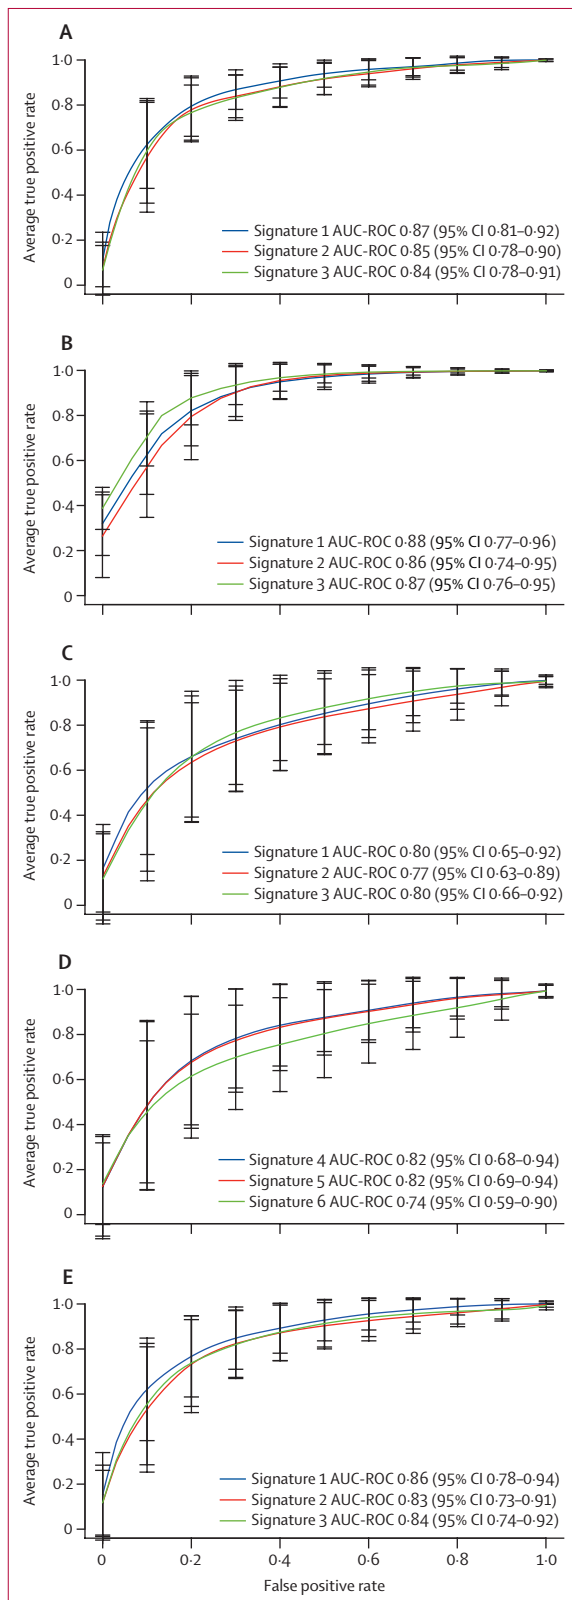 A
1·0
0·8
0·6
0·4
0·2
0
Average true positive rate
Signature 1 AUC-ROC 0·87 (95% CI 0·81–0·92)
Signature 2 AUC-ROC 0·85 (95% CI 0·78–0·90)
Signature 3 AUC-ROC 0·84 (95% CI 0·78–0·91)
B
1·0
0·8
0·6
0·4
0·2
0
Average true positive rate
Signature 1 AUC-ROC 0·88 (95% CI 0·77–0·96)
Signature 2 AUC-ROC 0·86 (95% CI 0·74–0·95)
Signature 3 AUC-ROC 0·87 (95% CI 0·76–0·95)
C
1·0
0·8
0·6
0·4
0·2
0
Average true positive rate
Signature 1 AUC-ROC 0·80 (95% CI 0·65–0·92)
Signature 2 AUC-ROC 0·77 (95% CI 0·63–0·89)
Signature 3 AUC-ROC 0·80 (95% CI 0·66–0·92)
D
1·0
0·8
0·6
0·4
0·2
0
Average true positive rate
Signature 4 AUC-ROC 0·82 (95% CI 0·68–0·94)
Signature 5 AUC-ROC 0·82 (95% CI 0·69–0·94)
Signature 6 AUC-ROC 0·74 (95% CI 0·59–0·90)
E
1·0
0·8
0·6
0·4
0·2
0
Average true positive rate
Signature 1 AUC-ROC 0·86 (95% CI 0·78–0·94)
Signature 2 AUC-ROC 0·83 (95% CI 0·73–0·91)
Signature 3 AUC-ROC 0·84 (95% CI 0·74–0·92)
0 0·2 0·4 0·6 0·8 1·0
False positive rate